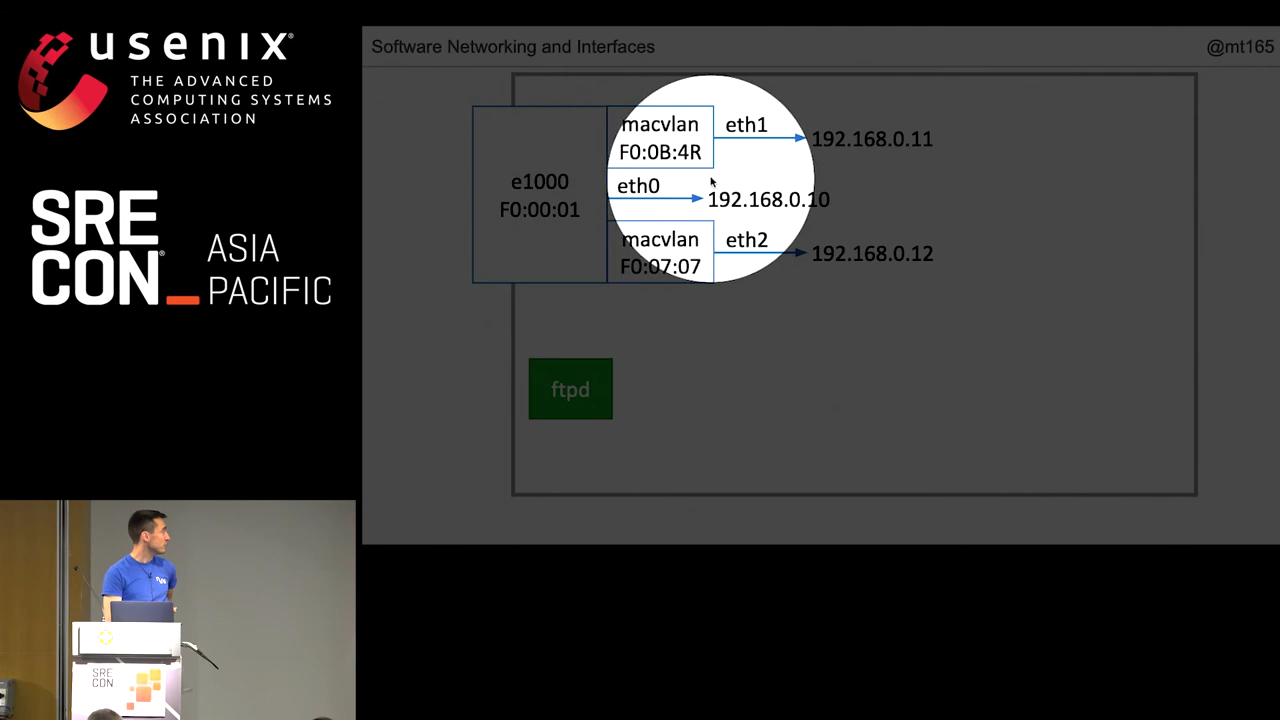 usenix®
THE ADVANCED
COMPUTING SYSTEMS
ASSOCIATION
SRE
CON®
ASIA
PACIFIC
Software Networking and Interfaces
@mt165
macvlan
F0:0B:4R
eth1
192.168.0.11
e1000
F0:00:01
eth0
192.168.0.10
macvlan
F0:07:07
eth2
192.168.0.12
ftpd
SRE
CON